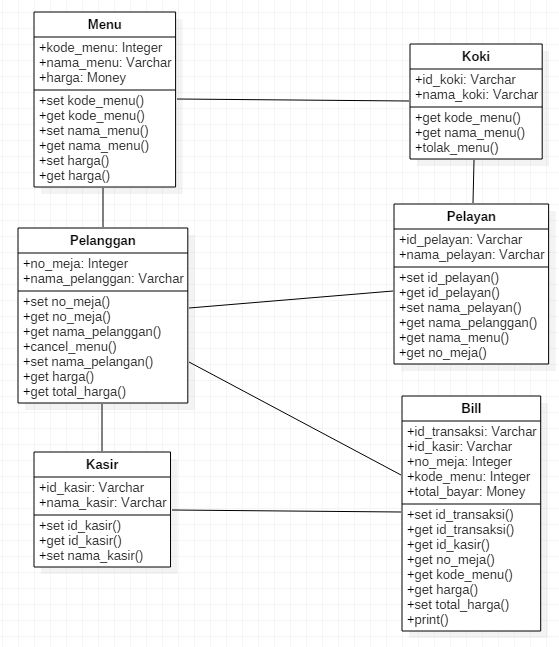 Menu
+kode_menu: Integer
+nama_menu: Varchar
+harga: Money
+set kode_menu()
+get kode_menu()
+set nama_menu()
+get nama_menu()
+set harga()
+get harga()
Koki
+id_koki: Varchar
+nama_koki: Varchar
+get kode_menu()
+get nama_menu()
+tolak_menu()
Pelanggan
+no_meja: Integer
+nama_pelanggan: Varchar
+set no_meja()
+get no_meja()
+get nama_pelanggan()
+cancel_menu()
+set nama_pelangan()
+get harga()
+get total_harga()
Pelayan
+id_pelayan: Varchar
+nama_pelayan: Varchar
+set id_pelayan()
+get id_pelayan()
+set nama_pelayan()
+get nama_pelanggan()
+get nama_menu()
+get no_meja()
Kasir
+id_kasir: Varchar
+nama_kasir: Varchar
+set id_kasir()
+get id_kasir()
+set nama_kasir()
Bill
+id_transaksi: Varchar
+id_kasir: Varchar
+no_meja: Integer
+kode_menu: Integer
+total_bayar: Money
+set id_transaksi()
+get id_transaksi()
+get id_kasir()
+get no_meja()
+get kode_menu()
+get harga()
+set total_harga()
+print()